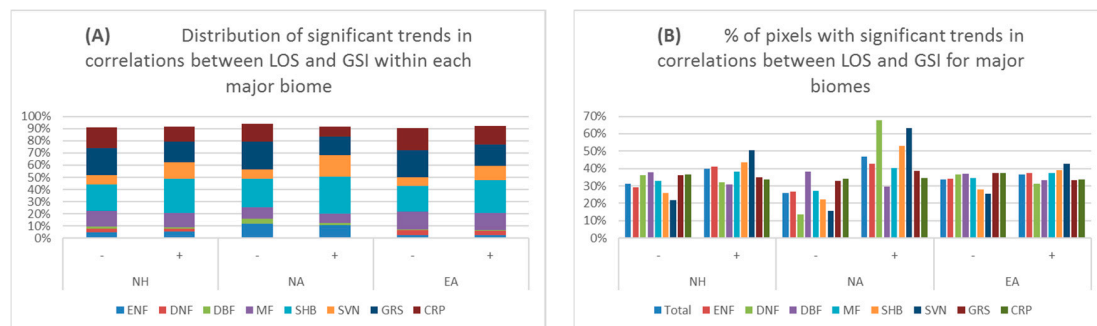 (A) Distribution of significant trends in
correlations between LOS and GSI within each
major biome
100%
90%
80%
70%
60%
50%
40%
30%
20%
10%
0%
- + - + - +
NH NA EA
ENF DNF DBF MF SHB SVN GRS CRP
(B) % of pixels with significant trends in
correlations between LOS and GSI for major
biomes
70%
60%
50%
40%
30%
20%
10%
0%
- + - + - +
NH NA EA
Total ENF DNF DBF MF SHB SVN GRS CRP